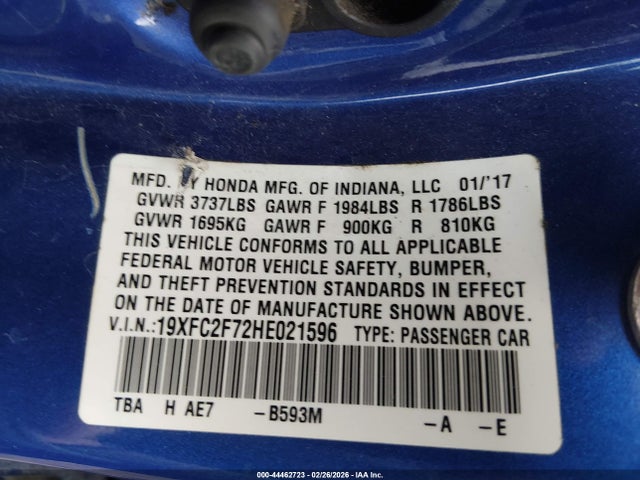 MFD. BY HONDA MFG. OF INDIANA, LLC 01/'17
GVWR 3737LBS GAWR F 1984LBS R 1786LBS
GVWR 1695KG GAWR F 900KG R 810KG
THIS VEHICLE CONFORMS TO ALL APPLICABLE
FEDERAL MOTOR VEHICLE SAFETY, BUMPER,
AND THEFT PREVENTION STANDARDS IN EFFECT
ON THE DATE OF MANUFACTURE SHOWN ABOVE.
V.I.N.:19XFC2F72HE021596 TYPE: PASSENGER CAR
TBA H AE7 -B593M -A -E
000-44462723 - 02/26/2026 - IAA Inc.